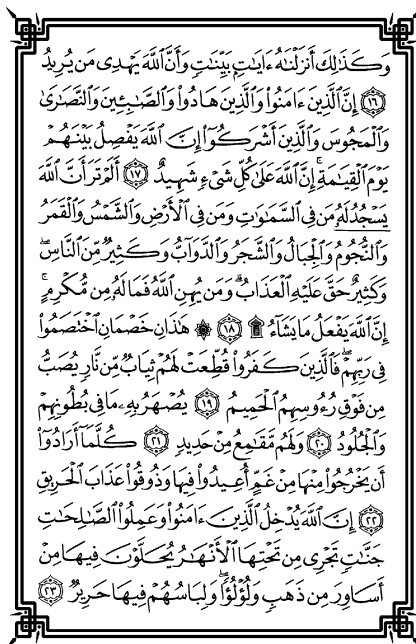 وَكَذَٰلِكَ أَنزَلْنَٰهُ ءَايَٰتٍۭ بَيِّنَٰتٍ وَأَنَّ ٱللَّهَ يَهْدِى مَن يُرِيدُ
۝١٦ إِنَّ ٱلَّذِينَ ءَامَنُوا۟ وَٱلَّذِينَ هَادُوا۟ وَٱلصَّٰبِـِٔينَ وَٱلنَّصَٰرَىٰ
وَٱلْمَجُوسَ وَٱلَّذِينَ أَشْرَكُوٓا۟ إِنَّ ٱللَّهَ يَفْصِلُ بَيْنَهُمْ
يَوْمَ ٱلْقِيَٰمَةِ ۚ إِنَّ ٱللَّهَ عَلَىٰ كُلِّ شَىْءٍ شَهِيدٌ ۝١٧ أَلَمْ تَرَ أَنَّ ٱللَّهَ
يَسْجُدُ لَهُۥ مَن فِى ٱلسَّمَٰوَٰتِ وَمَن فِى ٱلْأَرْضِ وَٱلشَّمْسُ وَٱلْقَمَرُ
وَٱلنُّجُومُ وَٱلْجِبَالُ وَٱلشَّجَرُ وَٱلدَّوَآبُّ وَكَثِيرٌ مِّنَ ٱلنَّاسِ ۖ
وَكَثِيرٌ حَقَّ عَلَيْهِ ٱلْعَذَابُ ۗ وَمَن يُهِنِ ٱللَّهُ فَمَا لَهُۥ مِن مُّكْرِمٍ ۚ
إِنَّ ٱللَّهَ يَفْعَلُ مَا يَشَآءُ ۩ ۝١٨ ۞ هَٰذَانِ خَصْمَانِ ٱخْتَصَمُوا۟
فِى رَبِّهِمْ ۖ فَٱلَّذِينَ كَفَرُوا۟ قُطِّعَتْ لَهُمْ ثِيَابٌ مِّن نَّارٍ يُصَبُّ
مِن فَوْقِ رُءُوسِهِمُ ٱلْحَمِيمُ ۝١٩ يُصْهَرُ بِهِۦ مَا فِى بُطُونِهِمْ
وَٱلْجُلُودُ ۝٢٠ وَلَهُم مَّقَٰمِعُ مِنْ حَدِيدٍ ۝٢١ كُلَّمَآ أَرَادُوٓا۟
أَن يَخْرُجُوا۟ مِنْهَا مِنْ غَمٍّ أُعِيدُوا۟ فِيهَا وَذُوقُوا۟ عَذَابَ ٱلْحَرِيقِ
۝٢٢ إِنَّ ٱللَّهَ يُدْخِلُ ٱلَّذِينَ ءَامَنُوا۟ وَعَمِلُوا۟ ٱلصَّٰلِحَٰتِ
جَنَّٰتٍ تَجْرِى مِن تَحْتِهَا ٱلْأَنْهَٰرُ يُحَلَّوْنَ فِيهَا مِنْ
أَسَاوِرَ مِن ذَهَبٍ وَلُؤْلُؤًا ۖ وَلِبَاسُهُمْ فِيهَا حَرِيرٌ ۝٢٣